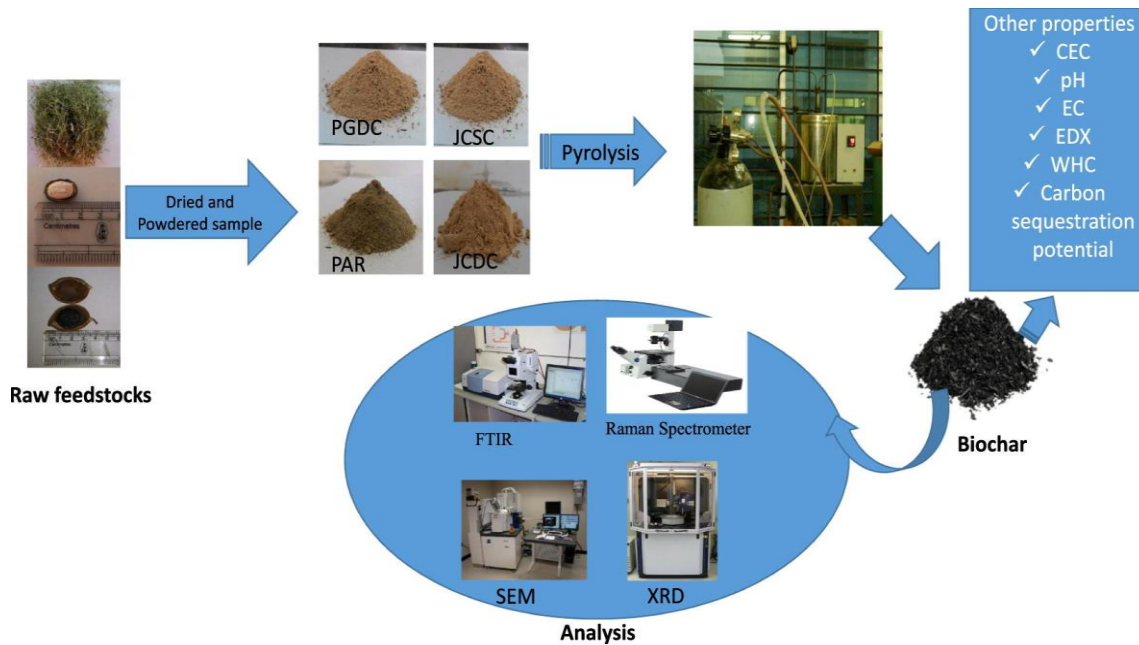 Raw feedstocks
Dried and
Powdered sample
PGDC
JCSC
PAR
JCDC
Pyrolysis
Other properties
✓ CEC
✓ pH
✓ EC
✓ EDX
✓ WHC
✓ Carbon
sequestration
potential
Biochar
FTIR
Raman Spectrometer
SEM
XRD
Analysis